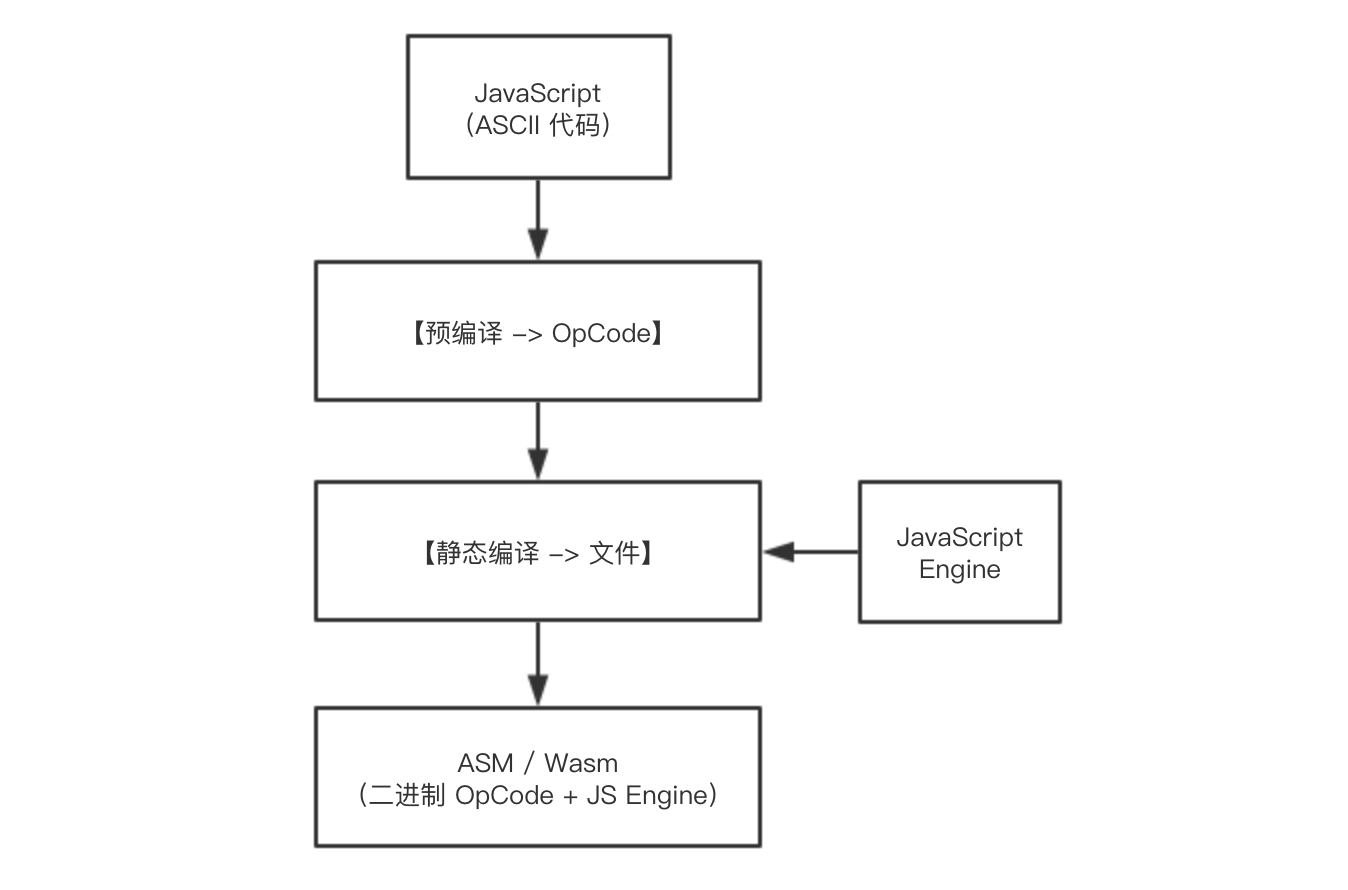 JavaScript
（ASCII 代码）
【预编译 -> OpCode】
【静态编译 -> 文件】
JavaScript
Engine
ASM / Wasm
（二进制 OpCode + JS Engine）